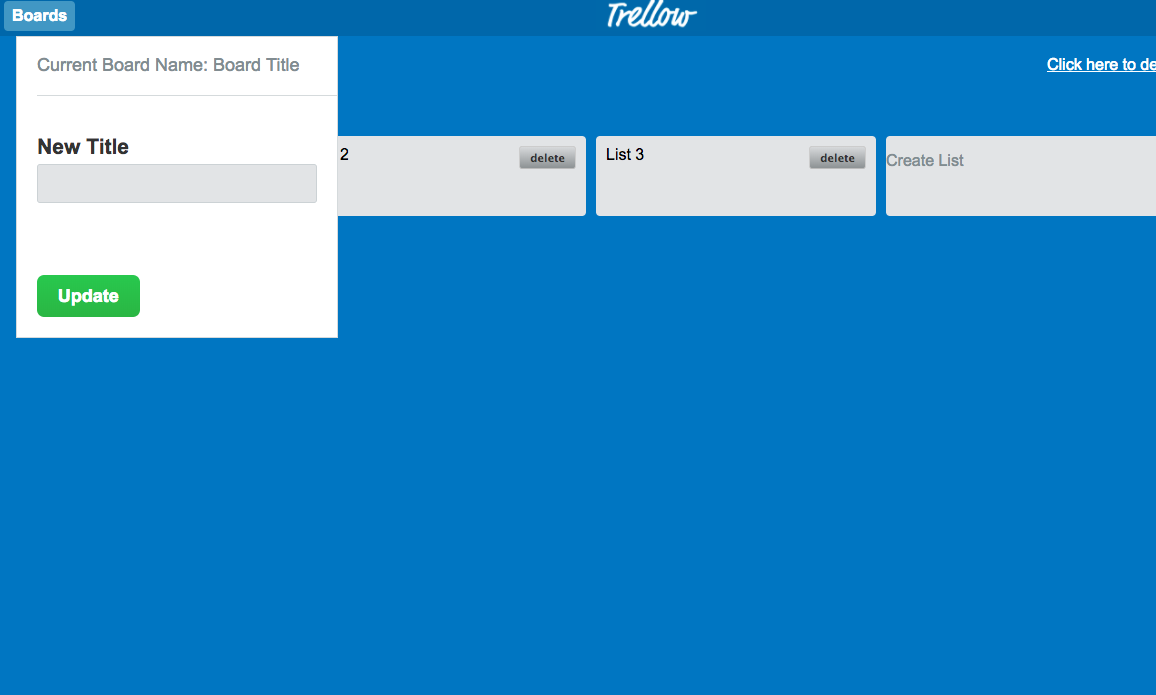 Boards
Trellow
Current Board Name: Board Title
Click here to de
New Title
2
delete
List 3
delete
Create List
Update